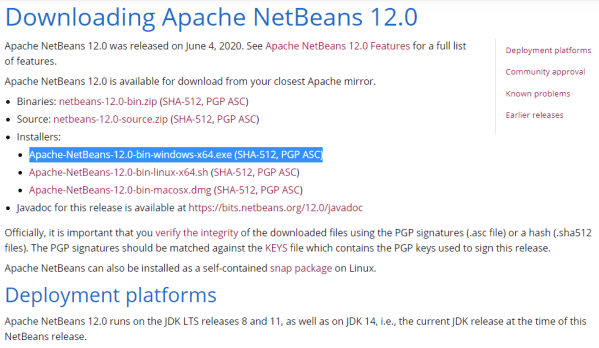 Downloading Apache NetBeans 12.0
Apache NetBeans 12.0 was released on June 4, 2020. See Apache NetBeans 12.0 Features for a full list
of features.
Apache NetBeans 12.0 is available for download from your closest Apache mirror.
• Binaries: netbeans-12.0-bin.zip (SHA-512, PGP ASC)
• Source: netbeans-12.0-source.zip (SHA-512, PGP ASC)
• Installers:
• Apache-NetBeans-12.0-bin-windows-x64.exe (SHA-512, PGP ASC)
• Apache-NetBeans-12.0-bin-linux-x64.sh (SHA-512, PGP ASC)
• Apache-NetBeans-12.0-bin-macosx.dmg (SHA-512, PGP ASC)
• Javadoc for this release is available at https://bits.netbeans.org/12.0/javadoc
Officially, it is important that you verify the integrity of the downloaded files using the PGP signatures (.asc file) or a hash (.sha512
files). The PGP signatures should be matched against the KEYS file which contains the PGP keys used to sign this release.
Apache NetBeans can also be installed as a self-contained snap package on Linux.
Deployment platforms
Apache NetBeans 12.0 runs on the JDK LTS releases 8 and 11, as well as on JDK 14, i.e., the current JDK release at the time of this
NetBeans release.
Deployment platforms
Community approval
Known problems
Earlier releases